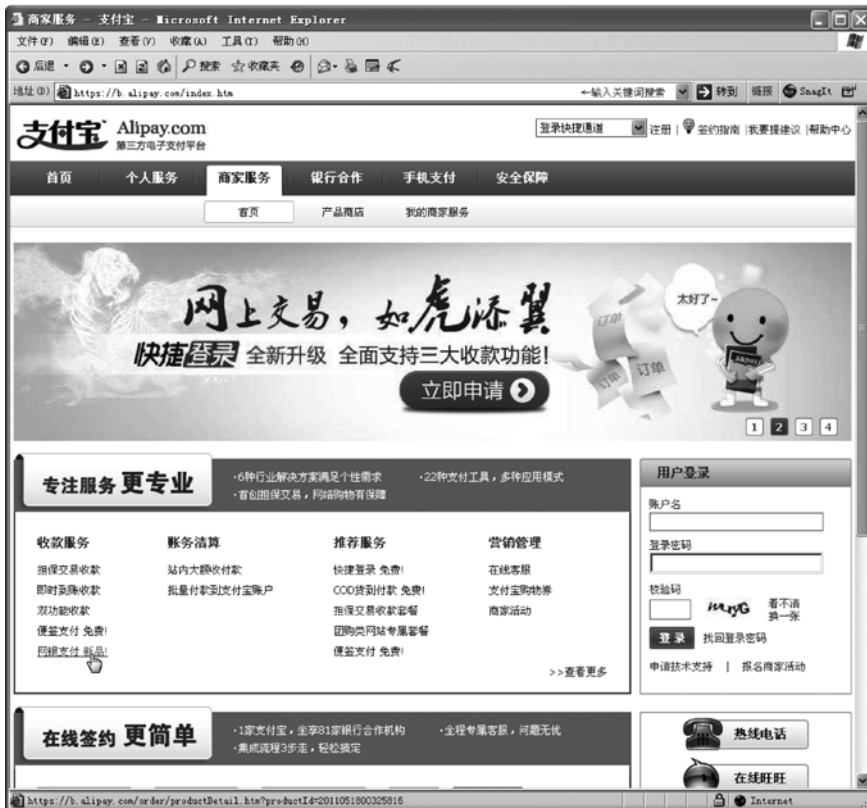 商家服务 - 支付宝 - Microsoft Internet Explorer
文件(F) 编辑(E) 查看(V) 收藏(A) 工具(T) 帮助(H)
后退 搜索 收藏夹
地址(D) https://b.alipay.com/index.htm ←输入关键词搜索 转到 链接 SnagIt
支付宝 Alipay.com
第三方电子支付平台
登录快捷通道 注册 | 签约指南 |我要提建议 |帮助中心
首页 个人服务 商家服务 银行合作 手机支付 安全保障
首页 产品商店 我的商家服务
网上交易，如虎添翼
快捷登录 全新升级 全面支持三大收款功能!
立即申请
太好了~
订单
订单
订单
Alipay
1 2 3 4
专注服务 更专业
·6种行业解决方案满足个性需求 ·22种支付工具，多种应用模式
·首创担保交易，网络购物有保障
收款服务 账务清算 推荐服务 营销管理
担保交易收款 站内大额收付款 快捷登录 免费! 在线客服
即时到账收款 批量付款到支付宝账户 COD货到付款 免费! 支付宝购物券
双功能收款 担保交易收款套餐 商家活动
便签支付 免费! 团购类网站专属套餐
网银支付 新品! 便签支付 免费!
>>查看更多
用户登录
账户名
登录密码
校验码
看不清
换一张
登录 找回登录密码
申请技术支持 | 报名商家活动
在线签约 更简单
·1家支付宝，坐享81家银行合作机构 ·全程专属客服，问题无忧
·集成流程3步走，轻松搞定
热线电话
在线旺旺
https://b.alipay.com/order/productDetail.htm?productId=2011051800325816 Internet